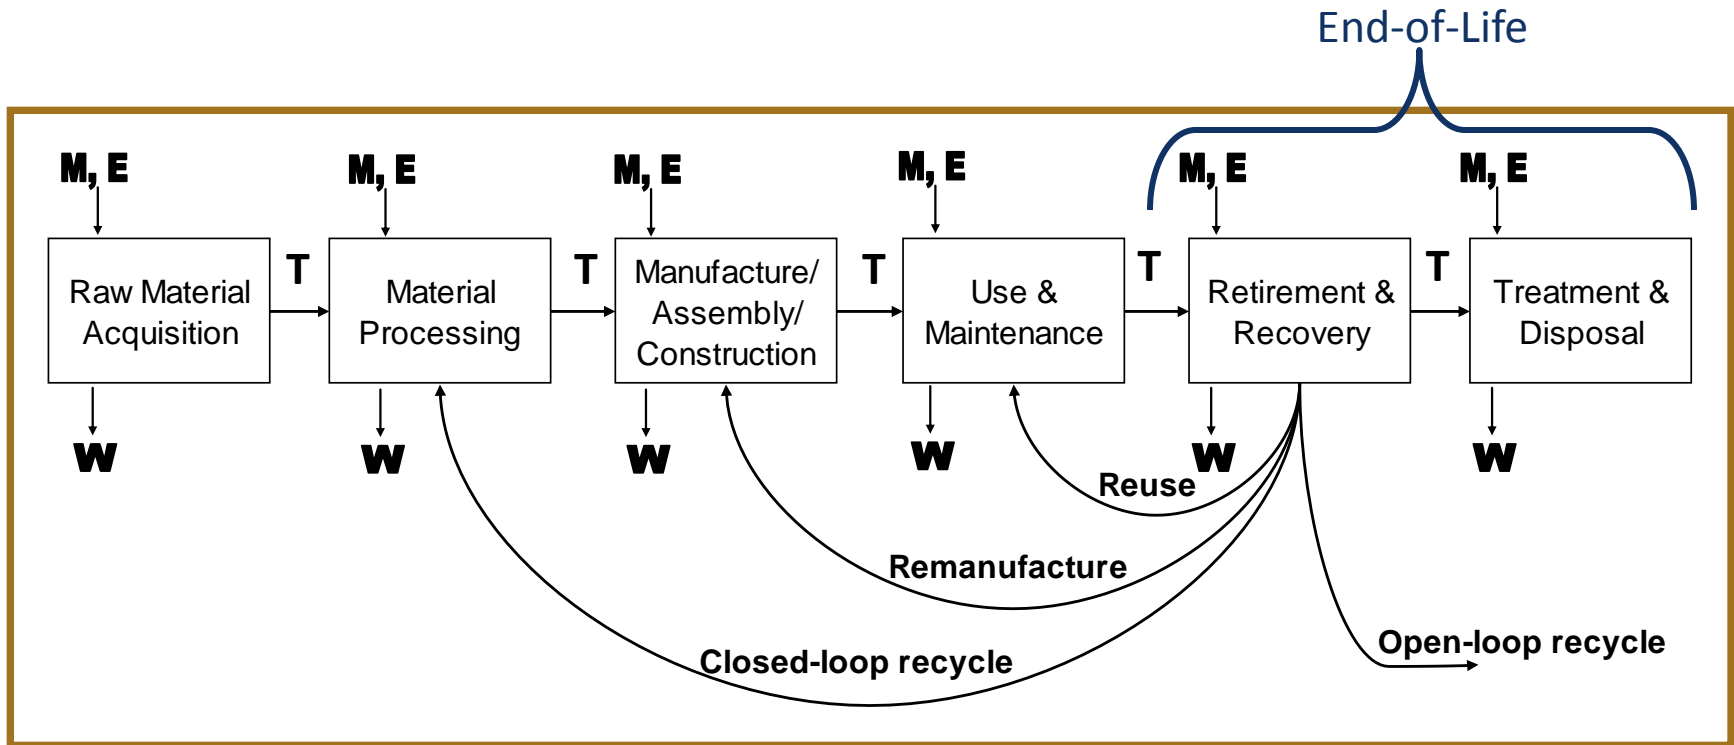 End-of-Life
M, E
M, E
M, E
M, E
M, E
M, E
Raw Material
Acquisition
T
Material
Processing
T
Manufacture/
Assembly/
Construction
T
Use &
Maintenance
T
Retirement &
Recovery
T
Treatment &
Disposal
W
W
W
W
W
W
Reuse
Remanufacture
Closed-loop recycle
Open-loop recycle